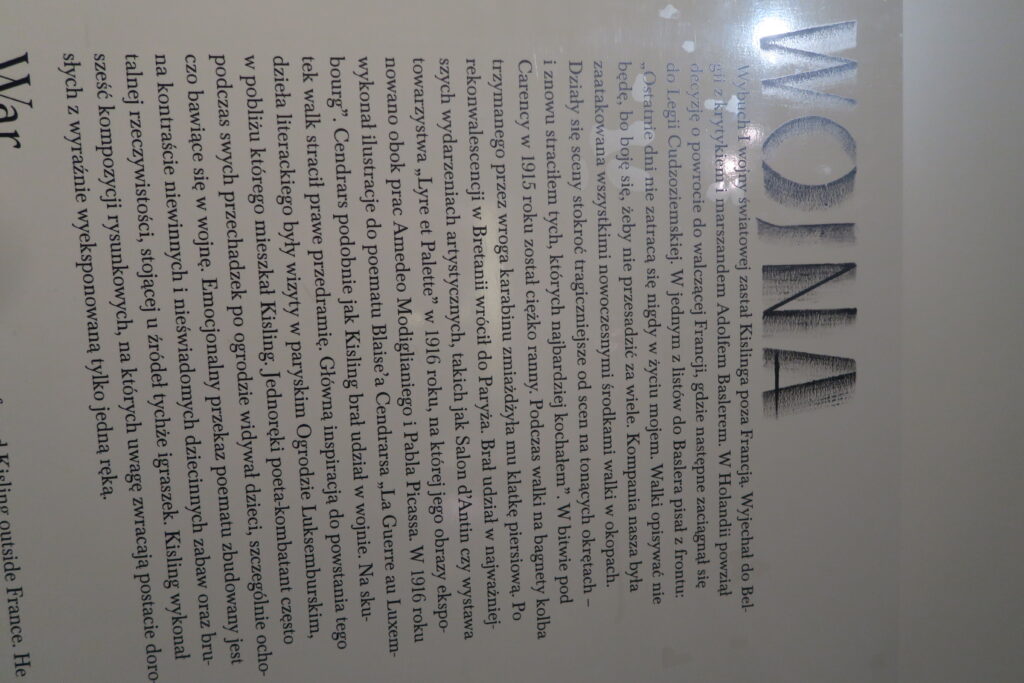 WOJNA
Wybuch I wojny światowej zastał Kislinga poza Francją. Wyjechał do Bel-
gii z krytykiem i marszandem Adolfem Baslerem. W Holandii powziął
decyzję o powrocie do walczącej Francji, gdzie następne zaciągnął się
do Legii Cudzoziemskiej. W jednym z listów do Baslera pisał z frontu:
„Ostatnie dni nie zatracą się nigdy w życiu mojem. Walki opisywać nie
będę, bo boję się, żeby nie przesadzić za wiele. Kompania nasza była
zaatakowana wszystkimi nowoczesnymi środkami walki w okopach.
Działy się sceny stokroć tragiczniejsze od scen na tonących okrętach –
i znowu straciłem tych, których najbardziej kochałem”. W bitwie pod
Carency w 1915 roku został ciężko ranny. Podczas walki na bagnety kolba
trzymanego przez wroga karabinu zmiażdżyła mu klatkę piersiową. Po
rekonwalescencji w Bretanii wrócił do Paryża. Brał udział w najważniej-
szych wydarzeniach artystycznych, takich jak Salon d’Antin czy wystawa
towarzystwa „Lyre et Palette” w 1916 roku, na której jego obrazy ekspo-
nowano obok prac Amedeo Modiglianiego i Pabla Picassa. W 1916 roku
wykonał ilustracje do poematu Blaise’a Cendrarsa „La Guerre au Luxem-
bourg”. Cendrars podobnie jak Kisling brał udział w wojnie. Na sku-
tek walk stracił prawe przedramię. Główną inspiracją do powstania tego
dzieła literackiego były wizyty w paryskim Ogrodzie Luksemburskim,
w pobliżu którego mieszkał Kisling. Jednoręki poeta-kombatant często
podczas swych przechadzek po ogrodzie widywał dzieci, szczególnie ocho-
czo bawiące się w wojnę. Emocjonalny przekaz poematu zbudowany jest
na kontraście niewinnych i nieświadomych dziecinnych zabaw oraz bru-
talnej rzeczywistości, stojącej u źródeł tychże igraszek. Kisling wykonał
sześć kompozycji rysunkowych, na których uwagę zwracają postacie doro-
słych z wyraźnie wyeksponowaną tylko jedną ręką.
War
Kisling outside France. He